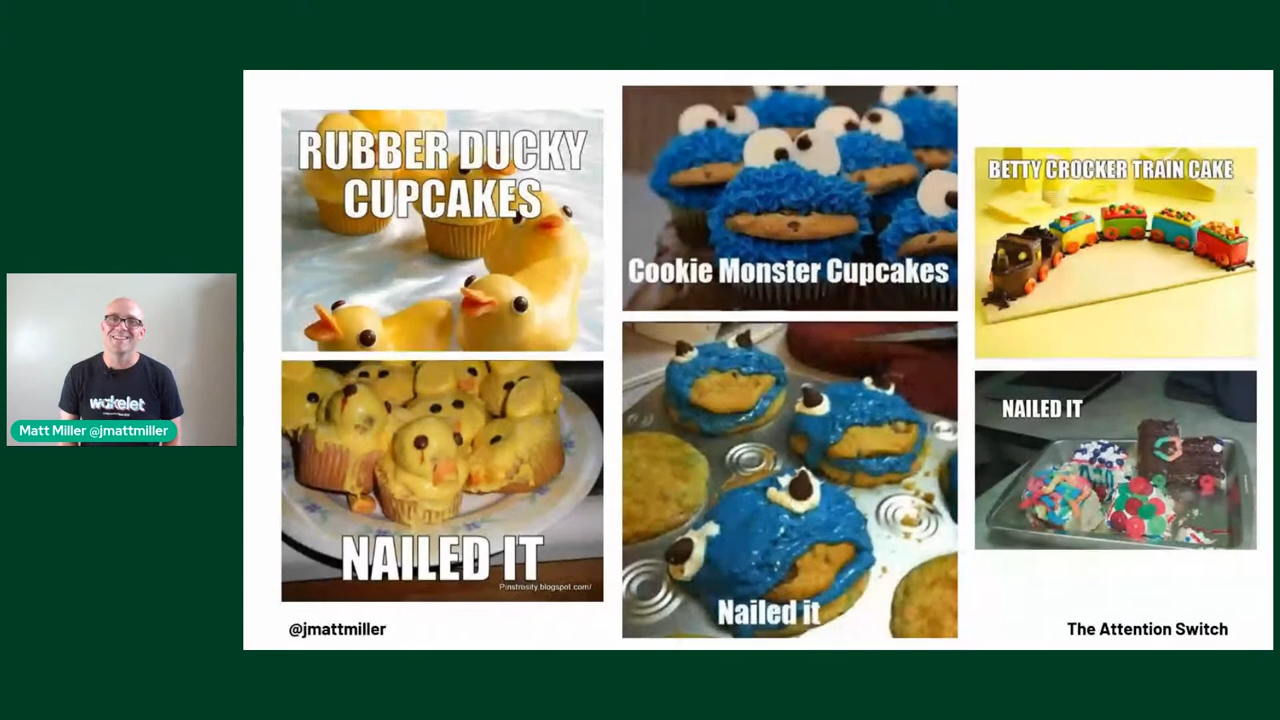 RUBBER DUCKY
CUPCAKES
NAILED IT
Pinstrosity.blogspot.com/
Cookie Monster Cupcakes
Nailed it
BETTY CROCKER TRAIN CAKE
NAILED IT
wakelet
Matt Miller @jmattmiller
@jmattmiller
The Attention Switch